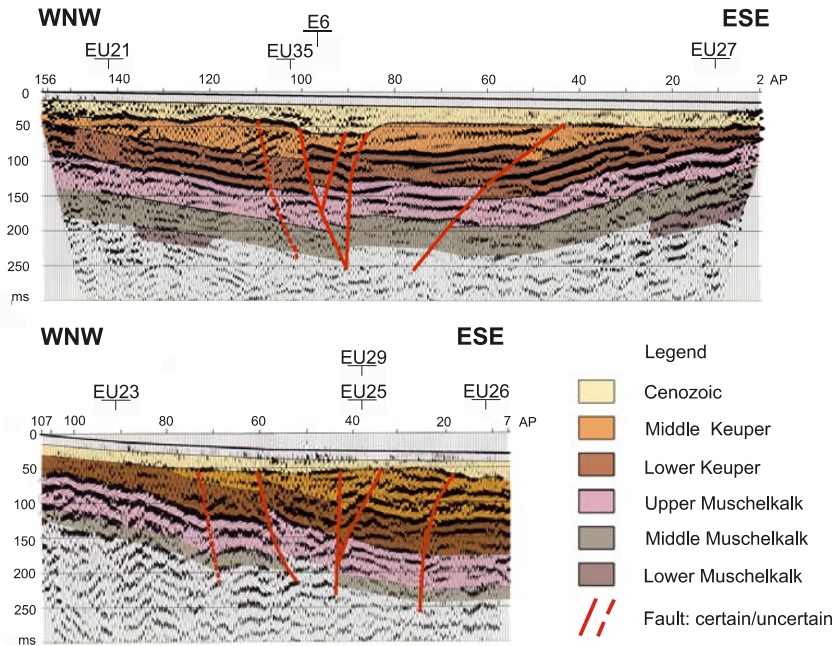 WNW E6 ESE
EU21 EU35 EU27
156 140 120 100 80 60 40 20 2 AP
0
50
100
150
200
250
ms
WNW ESE
EU29
EU23 EU25 EU26
107 100 80 60 40 20 7 AP
0
50
100
150
200
250
ms
Legend
Cenozoic
Middle Keuper
Lower Keuper
Upper Muschelkalk
Middle Muschelkalk
Lower Muschelkalk
Fault: certain/uncertain